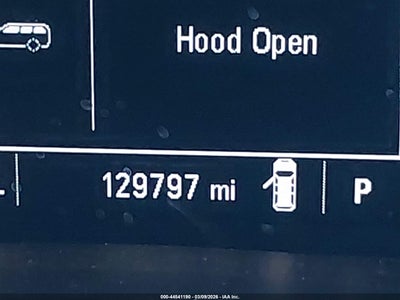 Hood Open
129797 mi
P
000-44541190 - 03/09/2026 - IAA Inc.